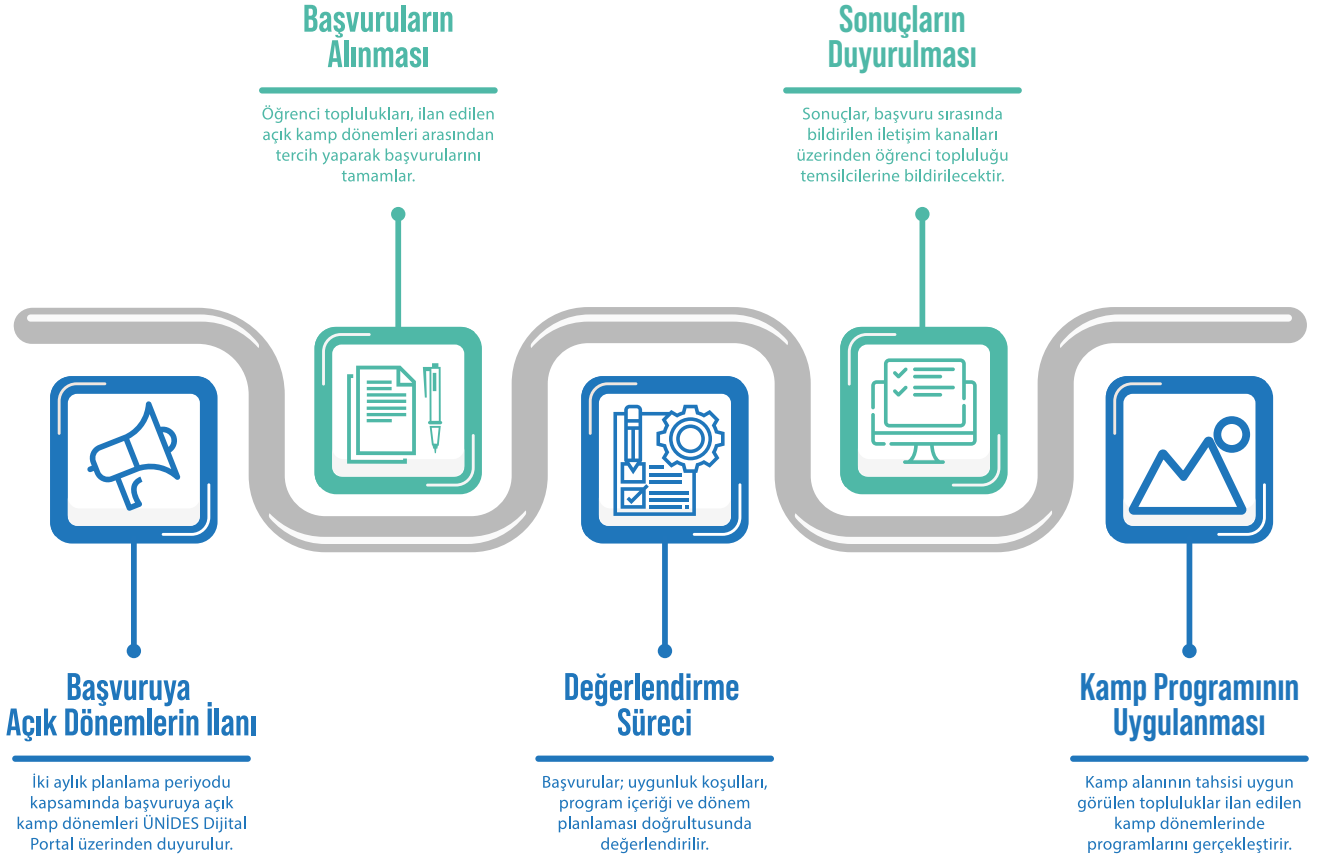 Başvuruya
Açık Dönemlerin İlanı
İki aylık planlama periyodu
kapsamında başvuruya açık
kamp dönemleri ÜNİDES Dijital
Portal üzerinden duyurulur.
Başvuruların
Alınması
Öğrenci toplulukları, ilan edilen
açık kamp dönemleri arasından
tercih yaparak başvurularını
tamamlar.
Değerlendirme
Süreci
Başvurular; uygunluk koşulları,
program içeriği ve dönem
planlaması doğrultusunda
değerlendirilir.
Sonuçların
Duyurulması
Sonuçlar, başvuru sırasında
bildirilen iletişim kanalları
üzerinden öğrenci topluluğu
temsilcilerine bildirilecektir.
Kamp Programının
Uygulanması
Kamp alanının tahsisi uygun
görülen topluluklar ilan edilen
kamp dönemlerinde
programlarını gerçekleştirir.